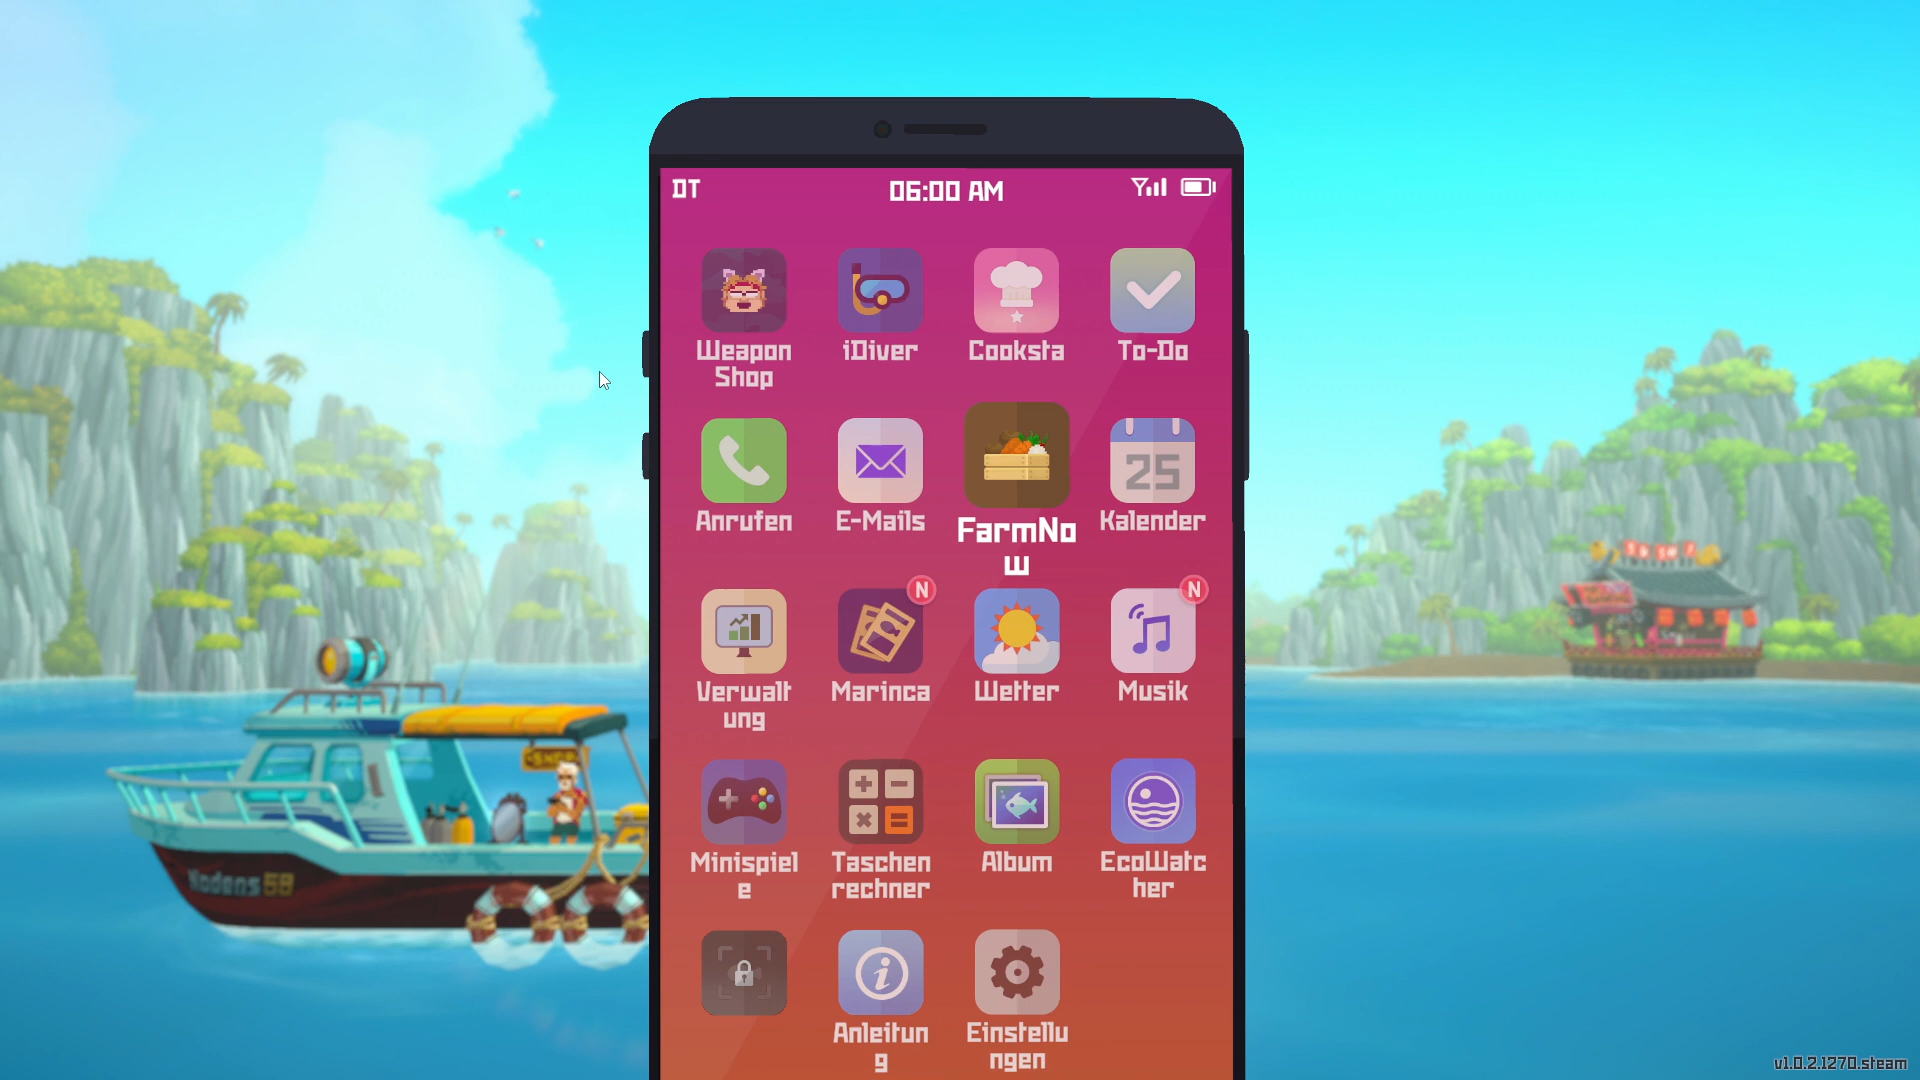 DT
06:00 AM
Weapon
Shop
iDiver
Cooksta
To-Do
Anrufen
E-Mails
FarmNo
w
25
Kalender
Verwalt
ung
N
Marinca
Wetter
N
Musik
Minispiel
e
Taschen
rechner
Album
EcoWatc
her
Anleitun
g
Einstellu
ngen
Nodens58
v1.0.2.1270.steam